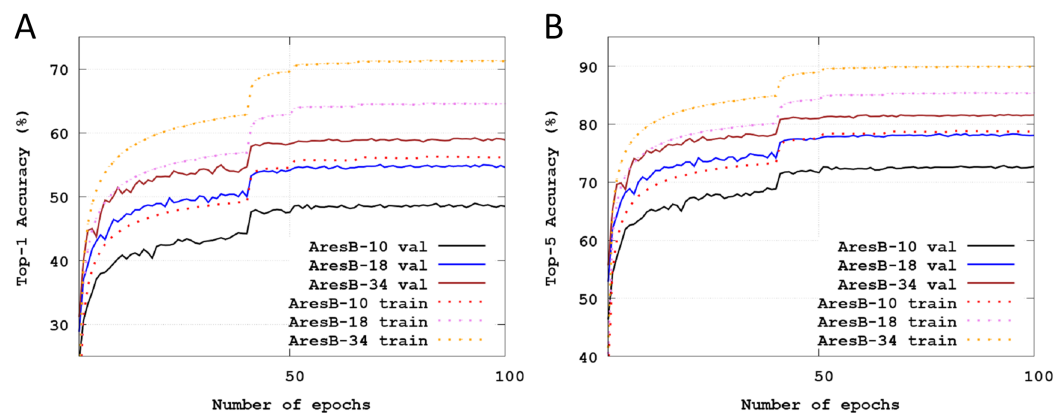 A
Top-1 Accuracy (%)
70
60
50
40
30
AresB-10 val
AresB-18 val
AresB-34 val
AresB-10 train
AresB-18 train
AresB-34 train
50
100
Number of epochs
B
Top-5 Accuracy (%)
90
80
70
60
50
40
AresB-10 val
AresB-18 val
AresB-34 val
AresB-10 train
AresB-18 train
AresB-34 train
50
100
Number of epochs